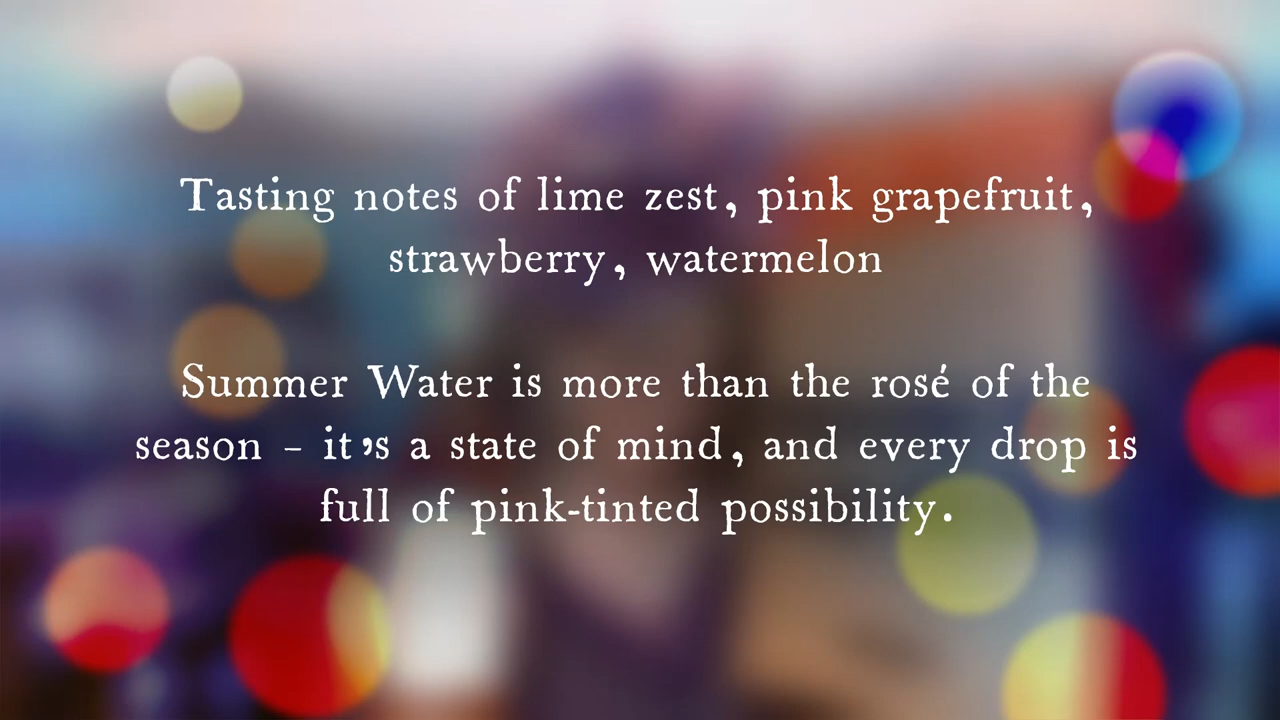 Tasting notes of lime zest, pink grapefruit,
strawberry, watermelon
Summer Water is more than the rosé of the
season – it's a state of mind, and every drop is
full of pink-tinted possibility.